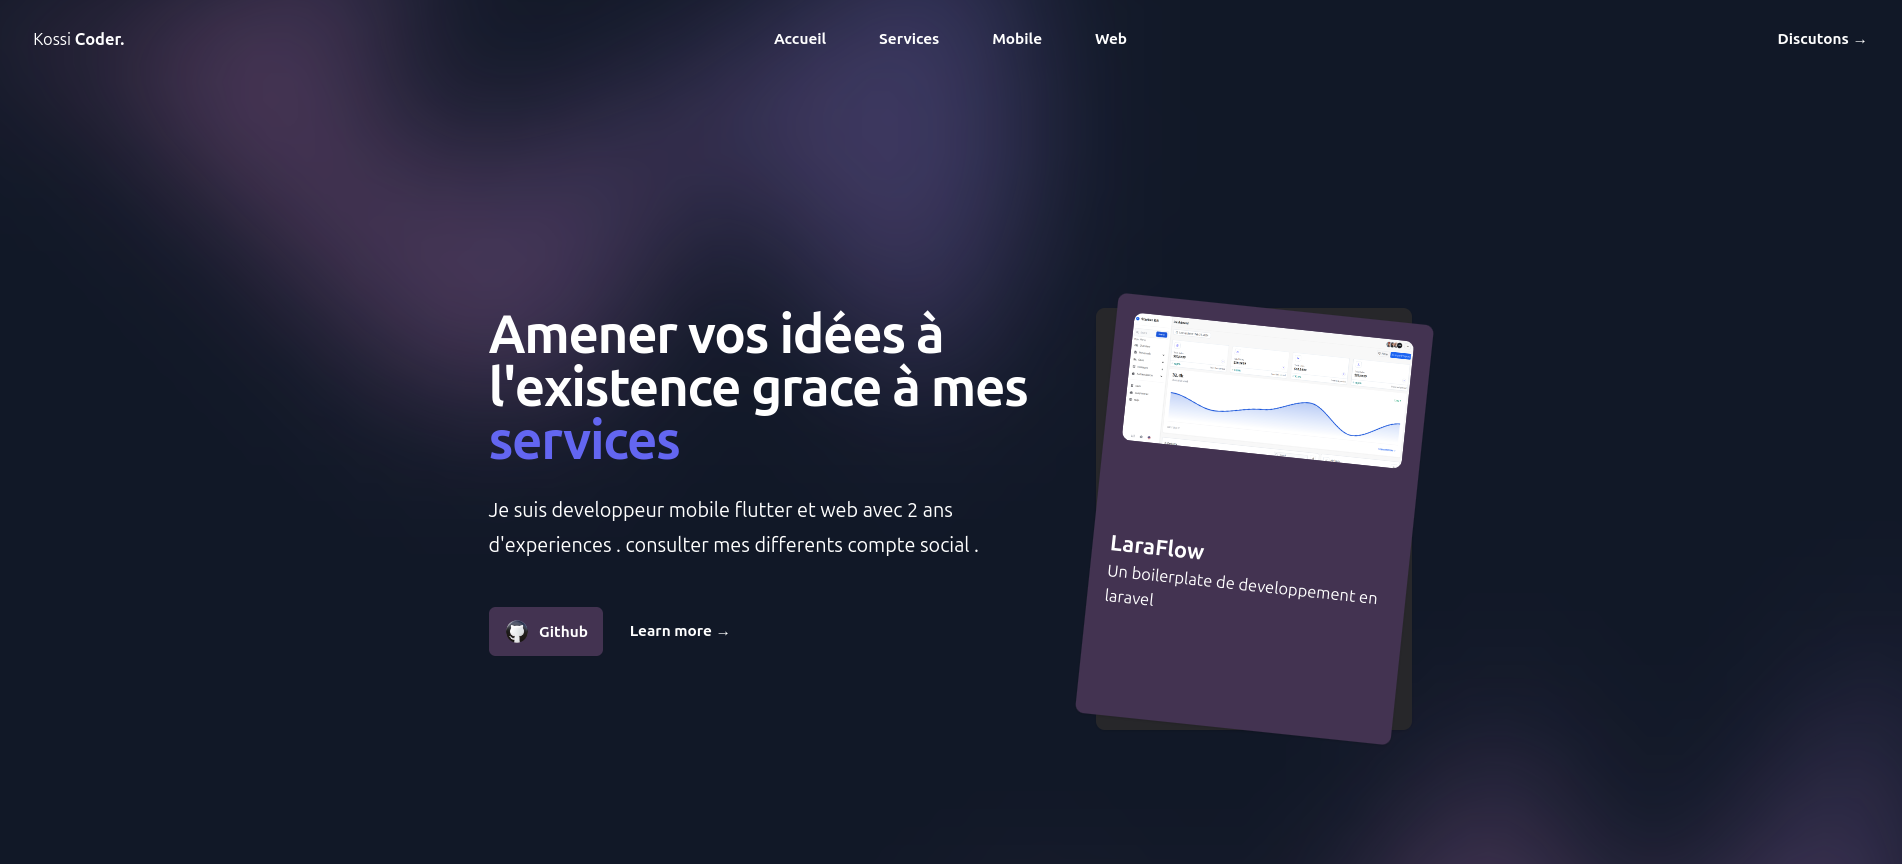 Kossi Coder.
Accueil
Services
Mobile
Web
Discutons →
Amener vos idées à
l'existence grace à mes
services
Je suis developpeur mobile flutter et web avec 2 ans
d'experiences . consulter mes differents compte social .
Github
Learn more →
LaraFlow
Un boilerplate de developpement en
laravel